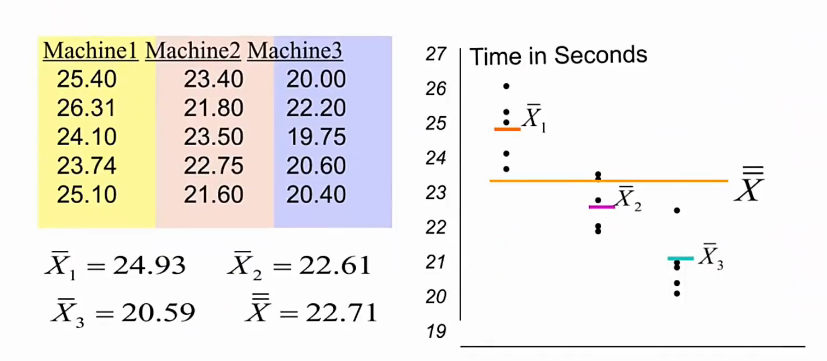 Machine1 Machine2 Machine3
25.40 23.40 20.00
26.31 21.80 22.20
24.10 23.50 19.75
23.74 22.75 20.60
25.10 21.60 20.40
X̅₁ = 24.93 X̅₂ = 22.61
X̅₃ = 20.59 X̿ = 22.71
Time in Seconds
27
26
25
24
23
22
21
20
19
X̅₁
X̿
X̅₂
X̅₃